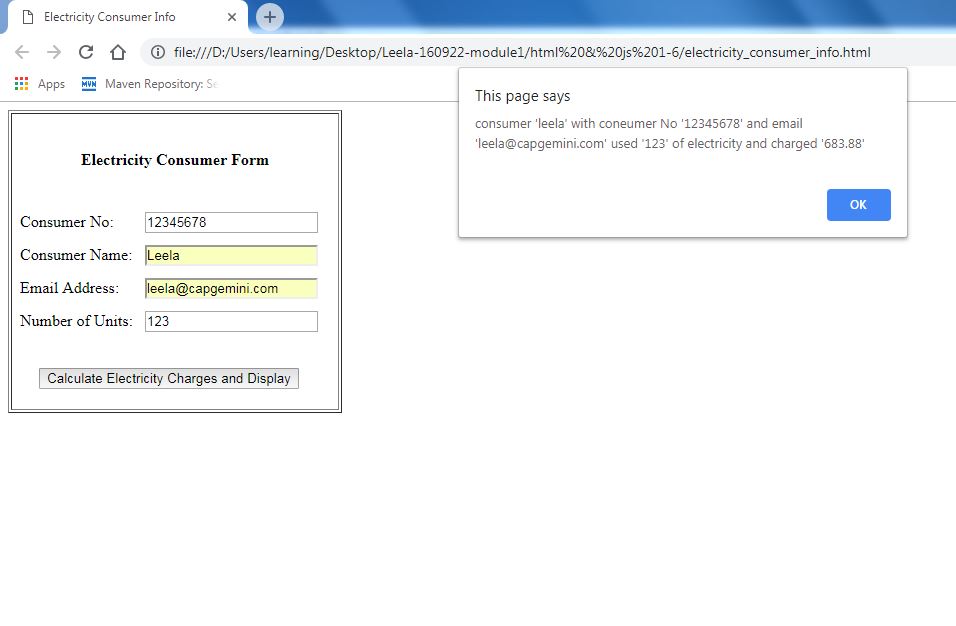 Electricity Consumer Info
file:///D:/Users/learning/Desktop/Leela-160922-module1/html%20&%20js%201-6/electricity_consumer_info.html
Apps
Maven Repository: Se
This page says
consumer 'leela' with coneumer No '12345678' and email
'leela@capgemini.com' used '123' of electricity and charged '683.88'
OK
Electricity Consumer Form
Consumer No: 12345678
Consumer Name: Leela
Email Address: leela@capgemini.com
Number of Units: 123
Calculate Electricity Charges and Display